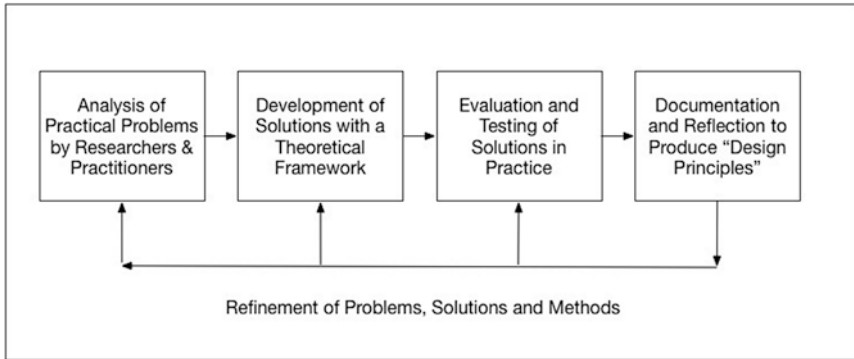 Analysis of
Practical Problems
by Researchers &
Practitioners
Development of
Solutions with a
Theoretical
Framework
Evaluation and
Testing of
Solutions in
Practice
Documentation
and Reflection to
Produce “Design
Principles”
Refinement of Problems, Solutions and Methods